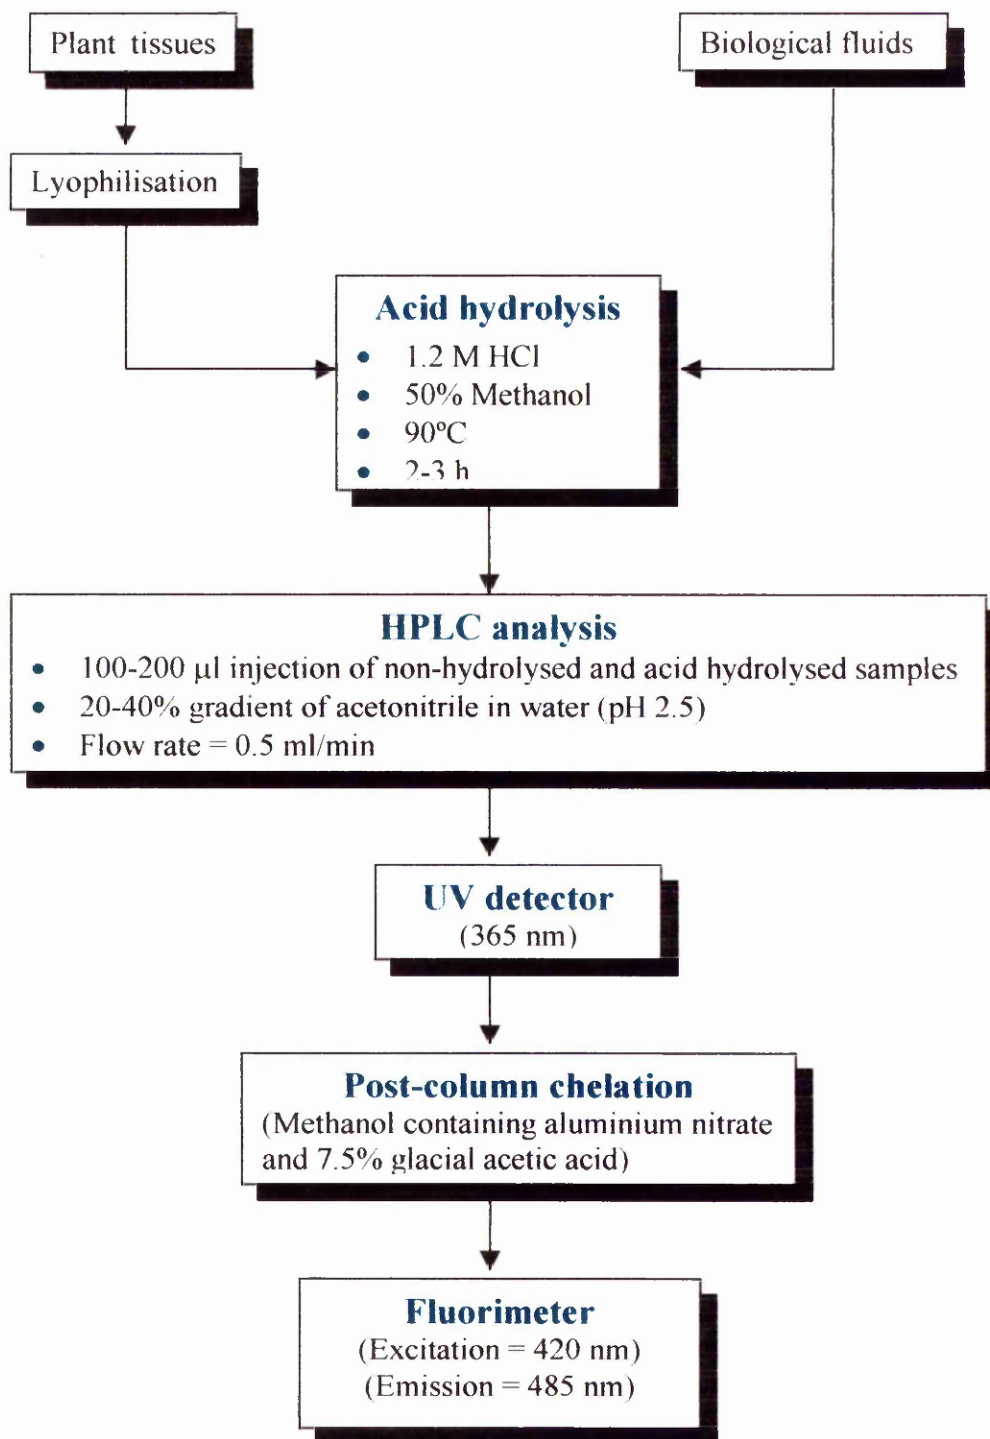 Plant tissues
Biological fluids
Lyophilisation
Acid hydrolysis
• 1.2 M HCl
• 50% Methanol
• 90°C
• 2-3 h
HPLC analysis
• 100-200 µl injection of non-hydrolysed and acid hydrolysed samples
• 20-40% gradient of acetonitrile in water (pH 2.5)
• Flow rate = 0.5 ml/min
UV detector
(365 nm)
Post-column chelation
(Methanol containing aluminium nitrate
and 7.5% glacial acetic acid)
Fluorimeter
(Excitation = 420 nm)
(Emission = 485 nm)